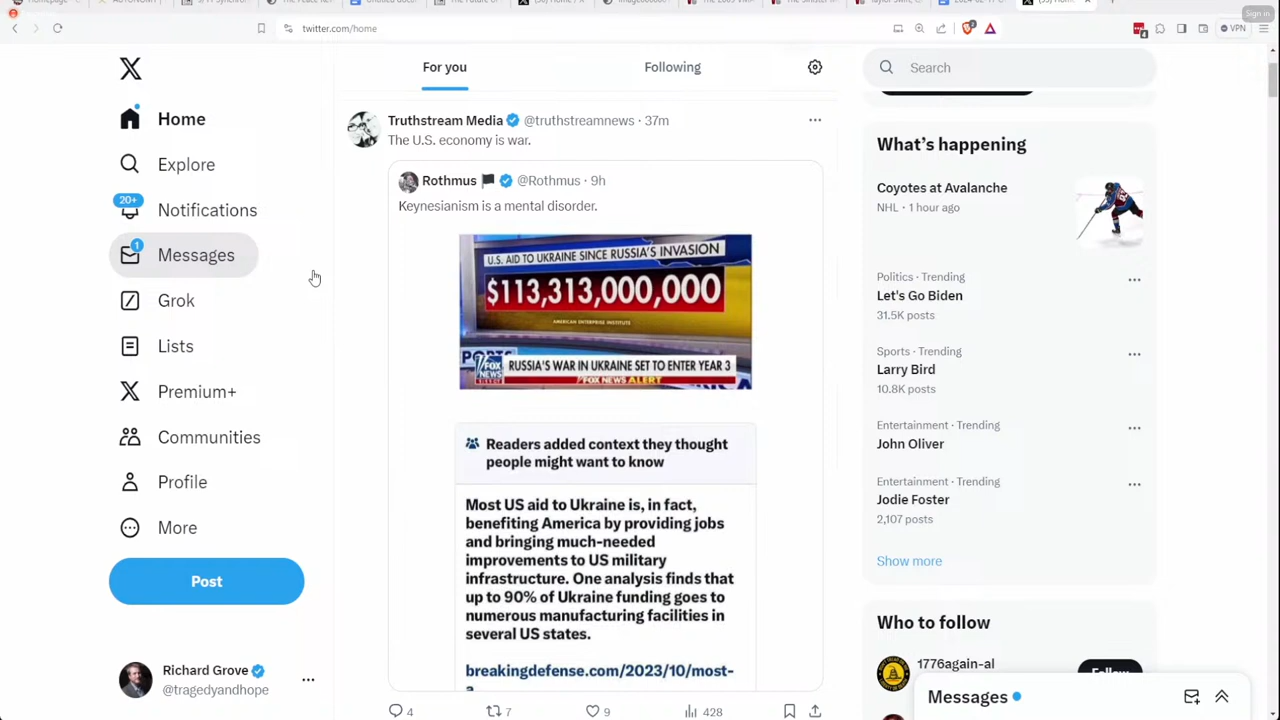 Sign in
twitter.com/home
VPN
For you
Following
Search
Home
Explore
20+
Notifications
1
Messages
Grok
Lists
Premium+
Communities
Profile
More
Post
Richard Grove
@tragedyandhope
Truthstream Media @truthstreamnews · 37m
The U.S. economy is war.
Rothmus @Rothmus · 9h
Keynesianism is a mental disorder.
U.S. AID TO UKRAINE SINCE RUSSIA'S INVASION
$113,313,000,000
AMERICAN ENTERPRISE INSTITUTE
RUSSIA'S WAR IN UKRAINE SET TO ENTER YEAR 3
FOX NEWS ALERT
Readers added context they thought
people might want to know
Most US aid to Ukraine is, in fact,
benefiting America by providing jobs
and bringing much-needed
improvements to US military
infrastructure. One analysis finds that
up to 90% of Ukraine funding goes to
numerous manufacturing facilities in
several US states.
breakingdefense.com/2023/10/most-
4
7
9
428
What's happening
Coyotes at Avalanche
NHL · 1 hour ago
Politics · Trending
Let's Go Biden
31.5K posts
Sports · Trending
Larry Bird
10.8K posts
Entertainment · Trending
John Oliver
Entertainment · Trending
Jodie Foster
2,107 posts
Show more
Who to follow
1776again-al
Follow
Messages